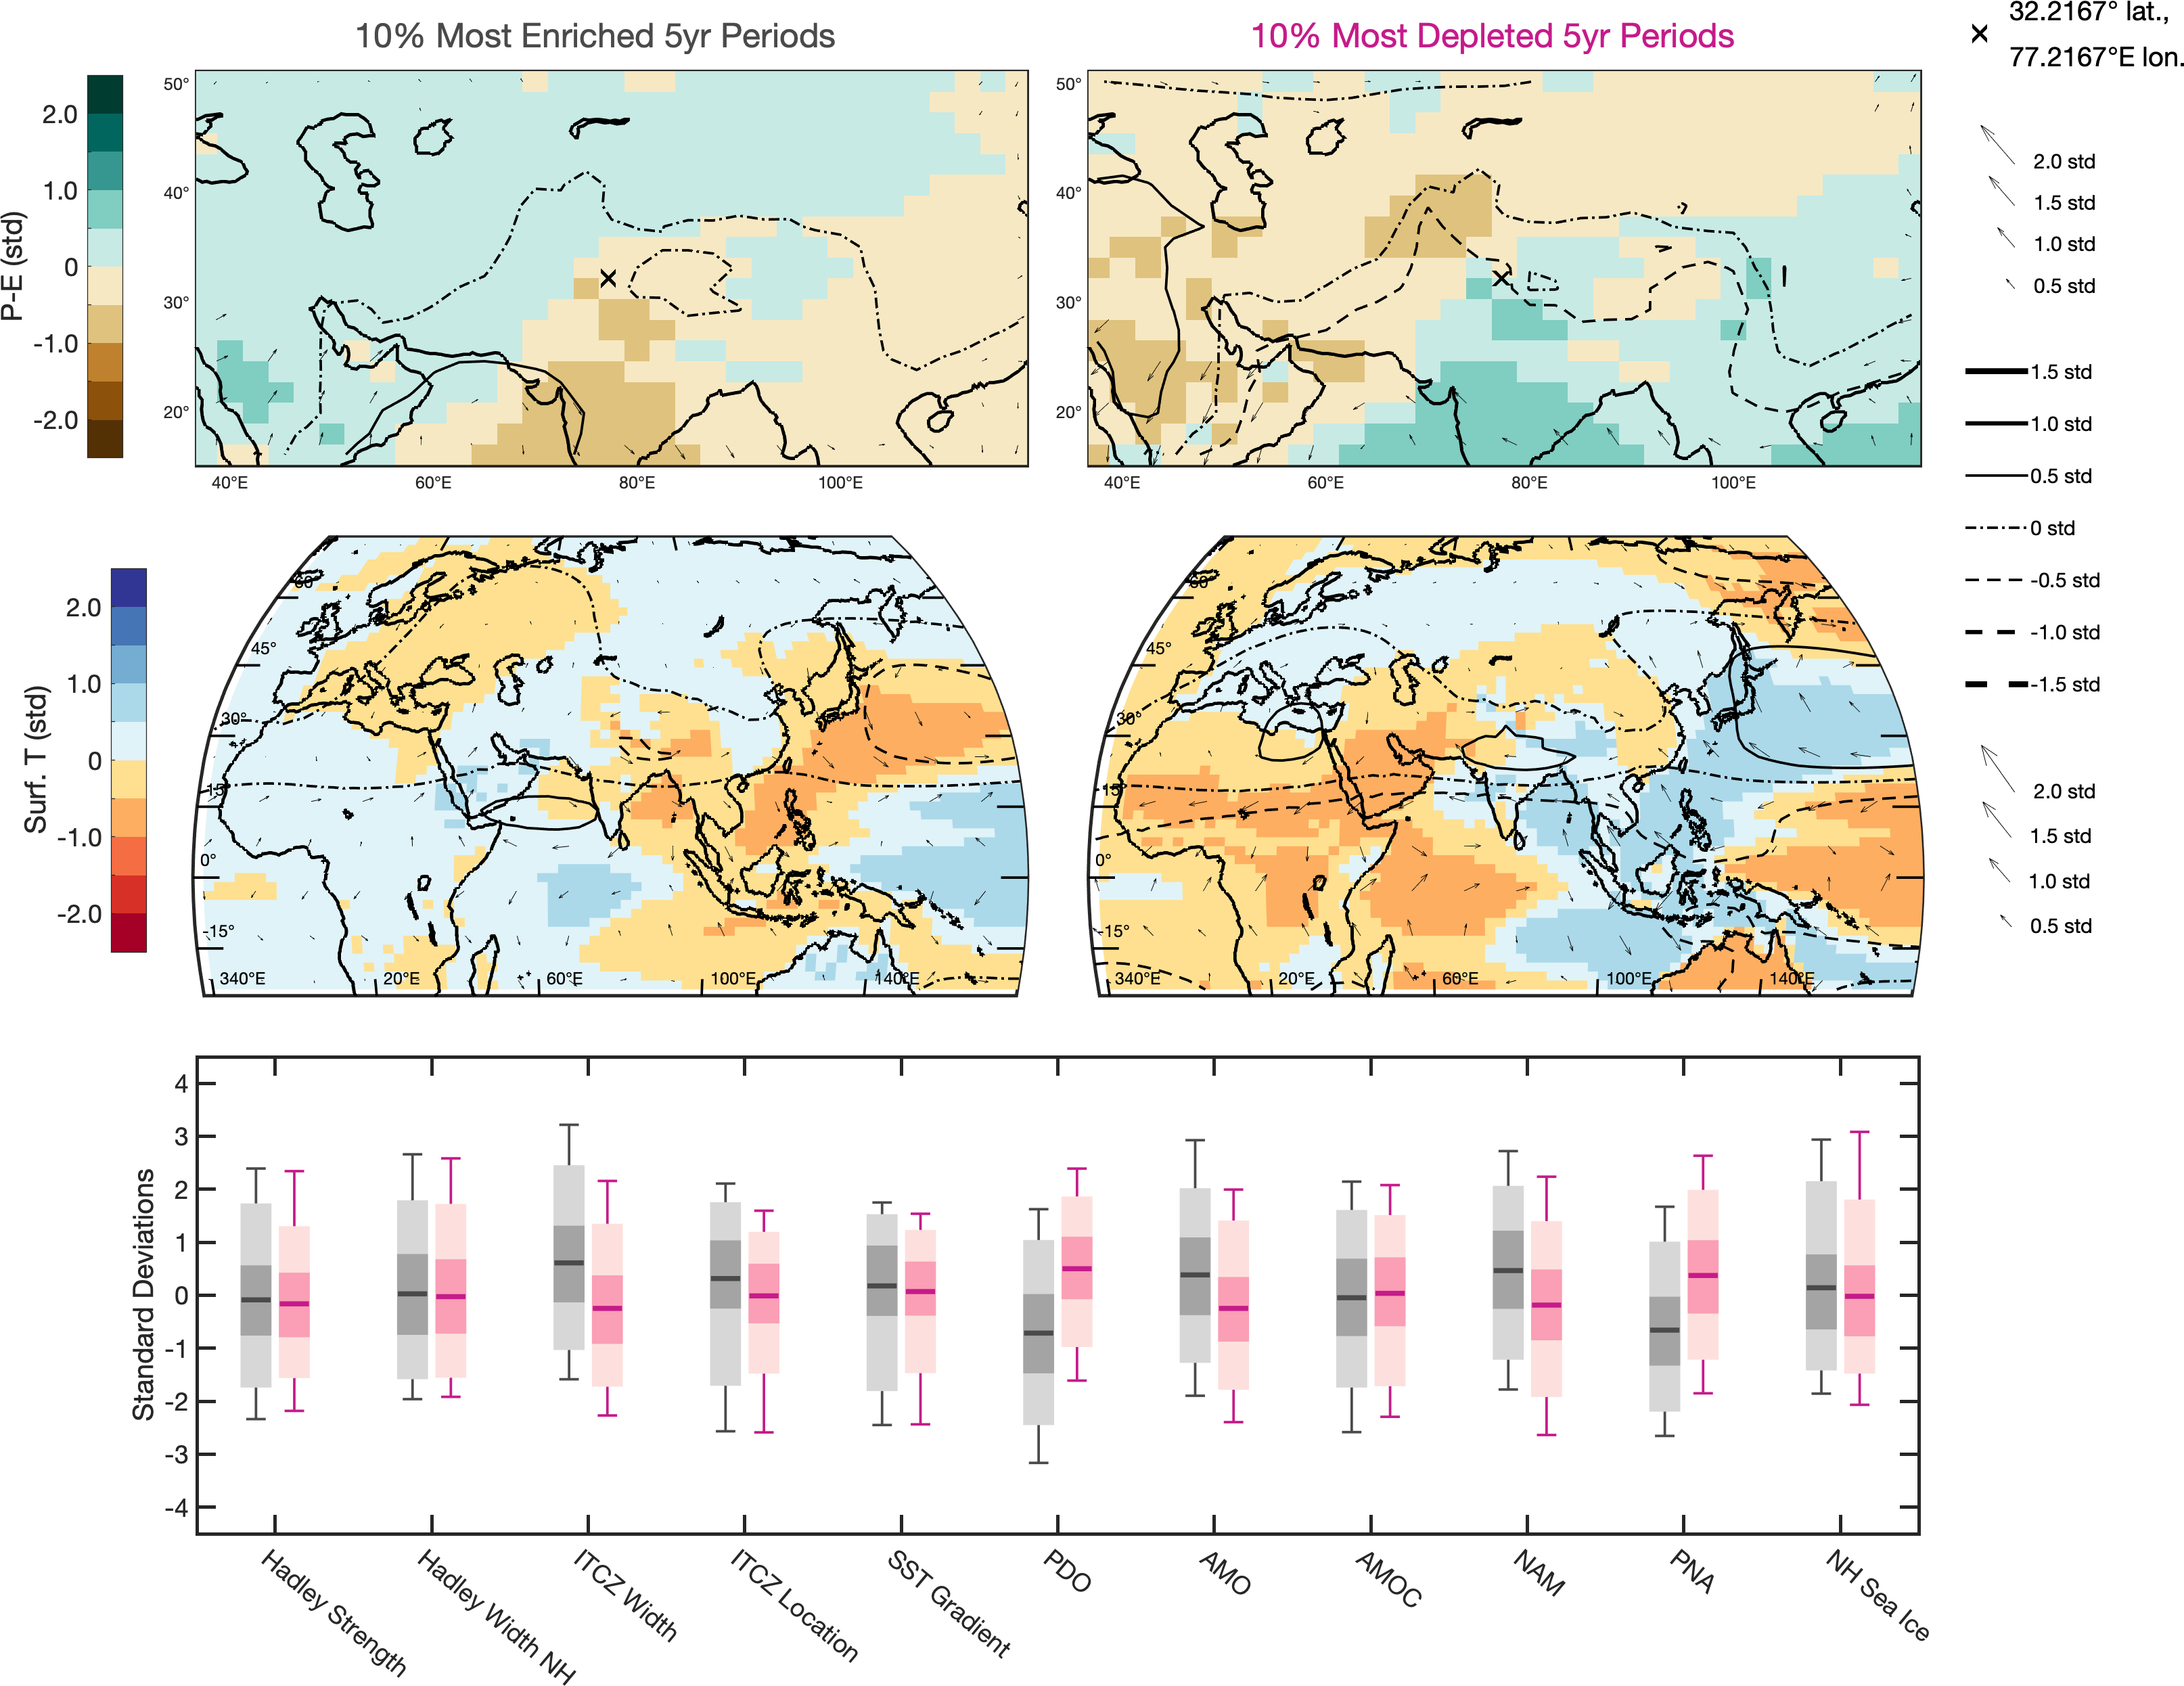 10% Most Enriched 5yr Periods
10% Most Depleted 5yr Periods
32.2167° lat.,
77.2167°E lon.
P-E (std)
2.0
1.0
0
-1.0
-2.0
50°
40°
30°
20°
40°E
60°E
80°E
100°E
50°
40°
30°
20°
40°E
60°E
80°E
100°E
2.0 std
1.5 std
1.0 std
0.5 std
1.5 std
1.0 std
0.5 std
0 std
-0.5 std
-1.0 std
-1.5 std
2.0 std
1.5 std
1.0 std
0.5 std
Surf. T (std)
2.0
1.0
0
-1.0
-2.0
60°
45°
30°
15°
0°
-15°
340°E
20°E
60°E
100°E
140°E
60°
45°
30°
15°
0°
-15°
340°E
20°E
60°E
100°E
140°E
Standard Deviations
4
3
2
1
0
-1
-2
-3
-4
Hadley Strength
Hadley Width NH
ITCZ Width
ITCZ Location
SST Gradient
PDO
AMO
AMOC
NAM
PNA
NH Sea Ice